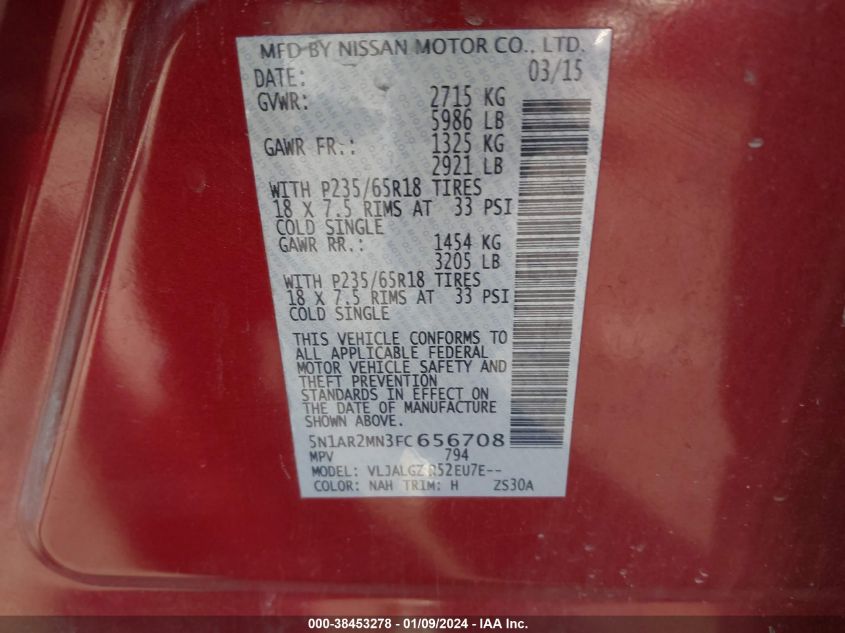 MFD BY NISSAN MOTOR CO., LTD.
DATE: 03/15
GVWR: 2715 KG
5986 LB
GAWR FR.: 1325 KG
2921 LB
WITH P235/65R18 TIRES
18 X 7.5 RIMS AT 33 PSI
COLD SINGLE
GAWR RR.: 1454 KG
3205 LB
WITH P235/65R18 TIRES
18 X 7.5 RIMS AT 33 PSI
COLD SINGLE
THIS VEHICLE CONFORMS TO
ALL APPLICABLE FEDERAL
MOTOR VEHICLE SAFETY AND
THEFT PREVENTION
STANDARDS IN EFFECT ON
THE DATE OF MANUFACTURE
SHOWN ABOVE.
5N1AR2MN3FC656708
MPV 794
MODEL: R52EU7E--
COLOR: NAH TRIM: H ZS30A
000-38453278 - 01/09/2024 - IAA Inc.